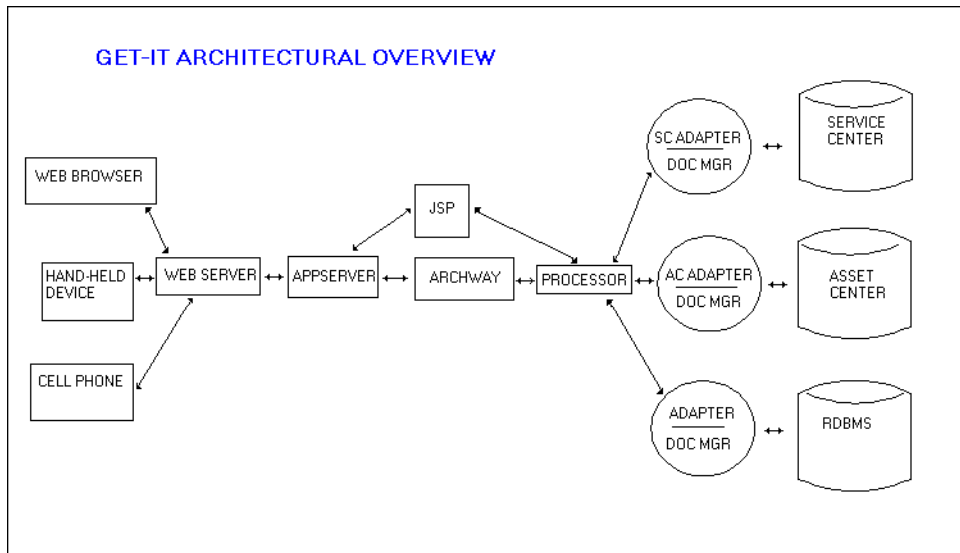 GET-IT ARCHITECTURAL OVERVIEW
WEB BROWSER
HAND-HELD
DEVICE
CELL PHONE
WEB SERVER
APPSERVER
JSP
ARCHWAY
PROCESSOR
SC ADAPTER
DOC MGR
SERVICE
CENTER
AC ADAPTER
DOC MGR
ASSET
CENTER
ADAPTER
DOC MGR
RDBMS